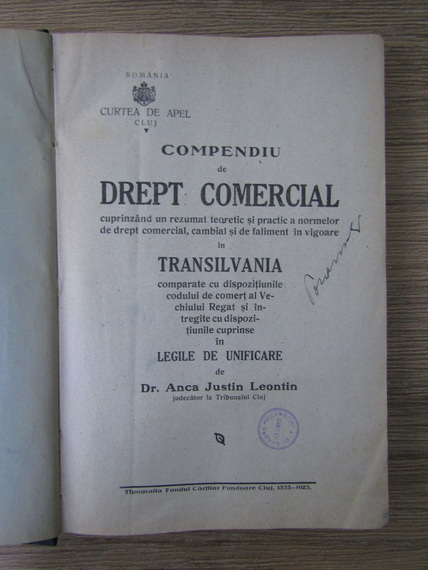 ROMÂNIA
CURTEA DE APEL
CLUJ
COMPENDIU
de
DREPT COMERCIAL
cuprinzând un rezumat teoretic și practic a normelor
de drept comercial, cambial și de faliment în vigoare
în
TRANSILVANIA
comparate cu dispozițiunile
codului de comerț al Ve-
chiului Regat și în-
tregite cu dispozi-
țiunile cuprinse
în
LEGILE DE UNIFICARE
de
Dr. Anca Justin Leontin
judecător la Tribunalul Cluj
Tipografia Fondul Cărților Funduare Cluj, 1535-1923.